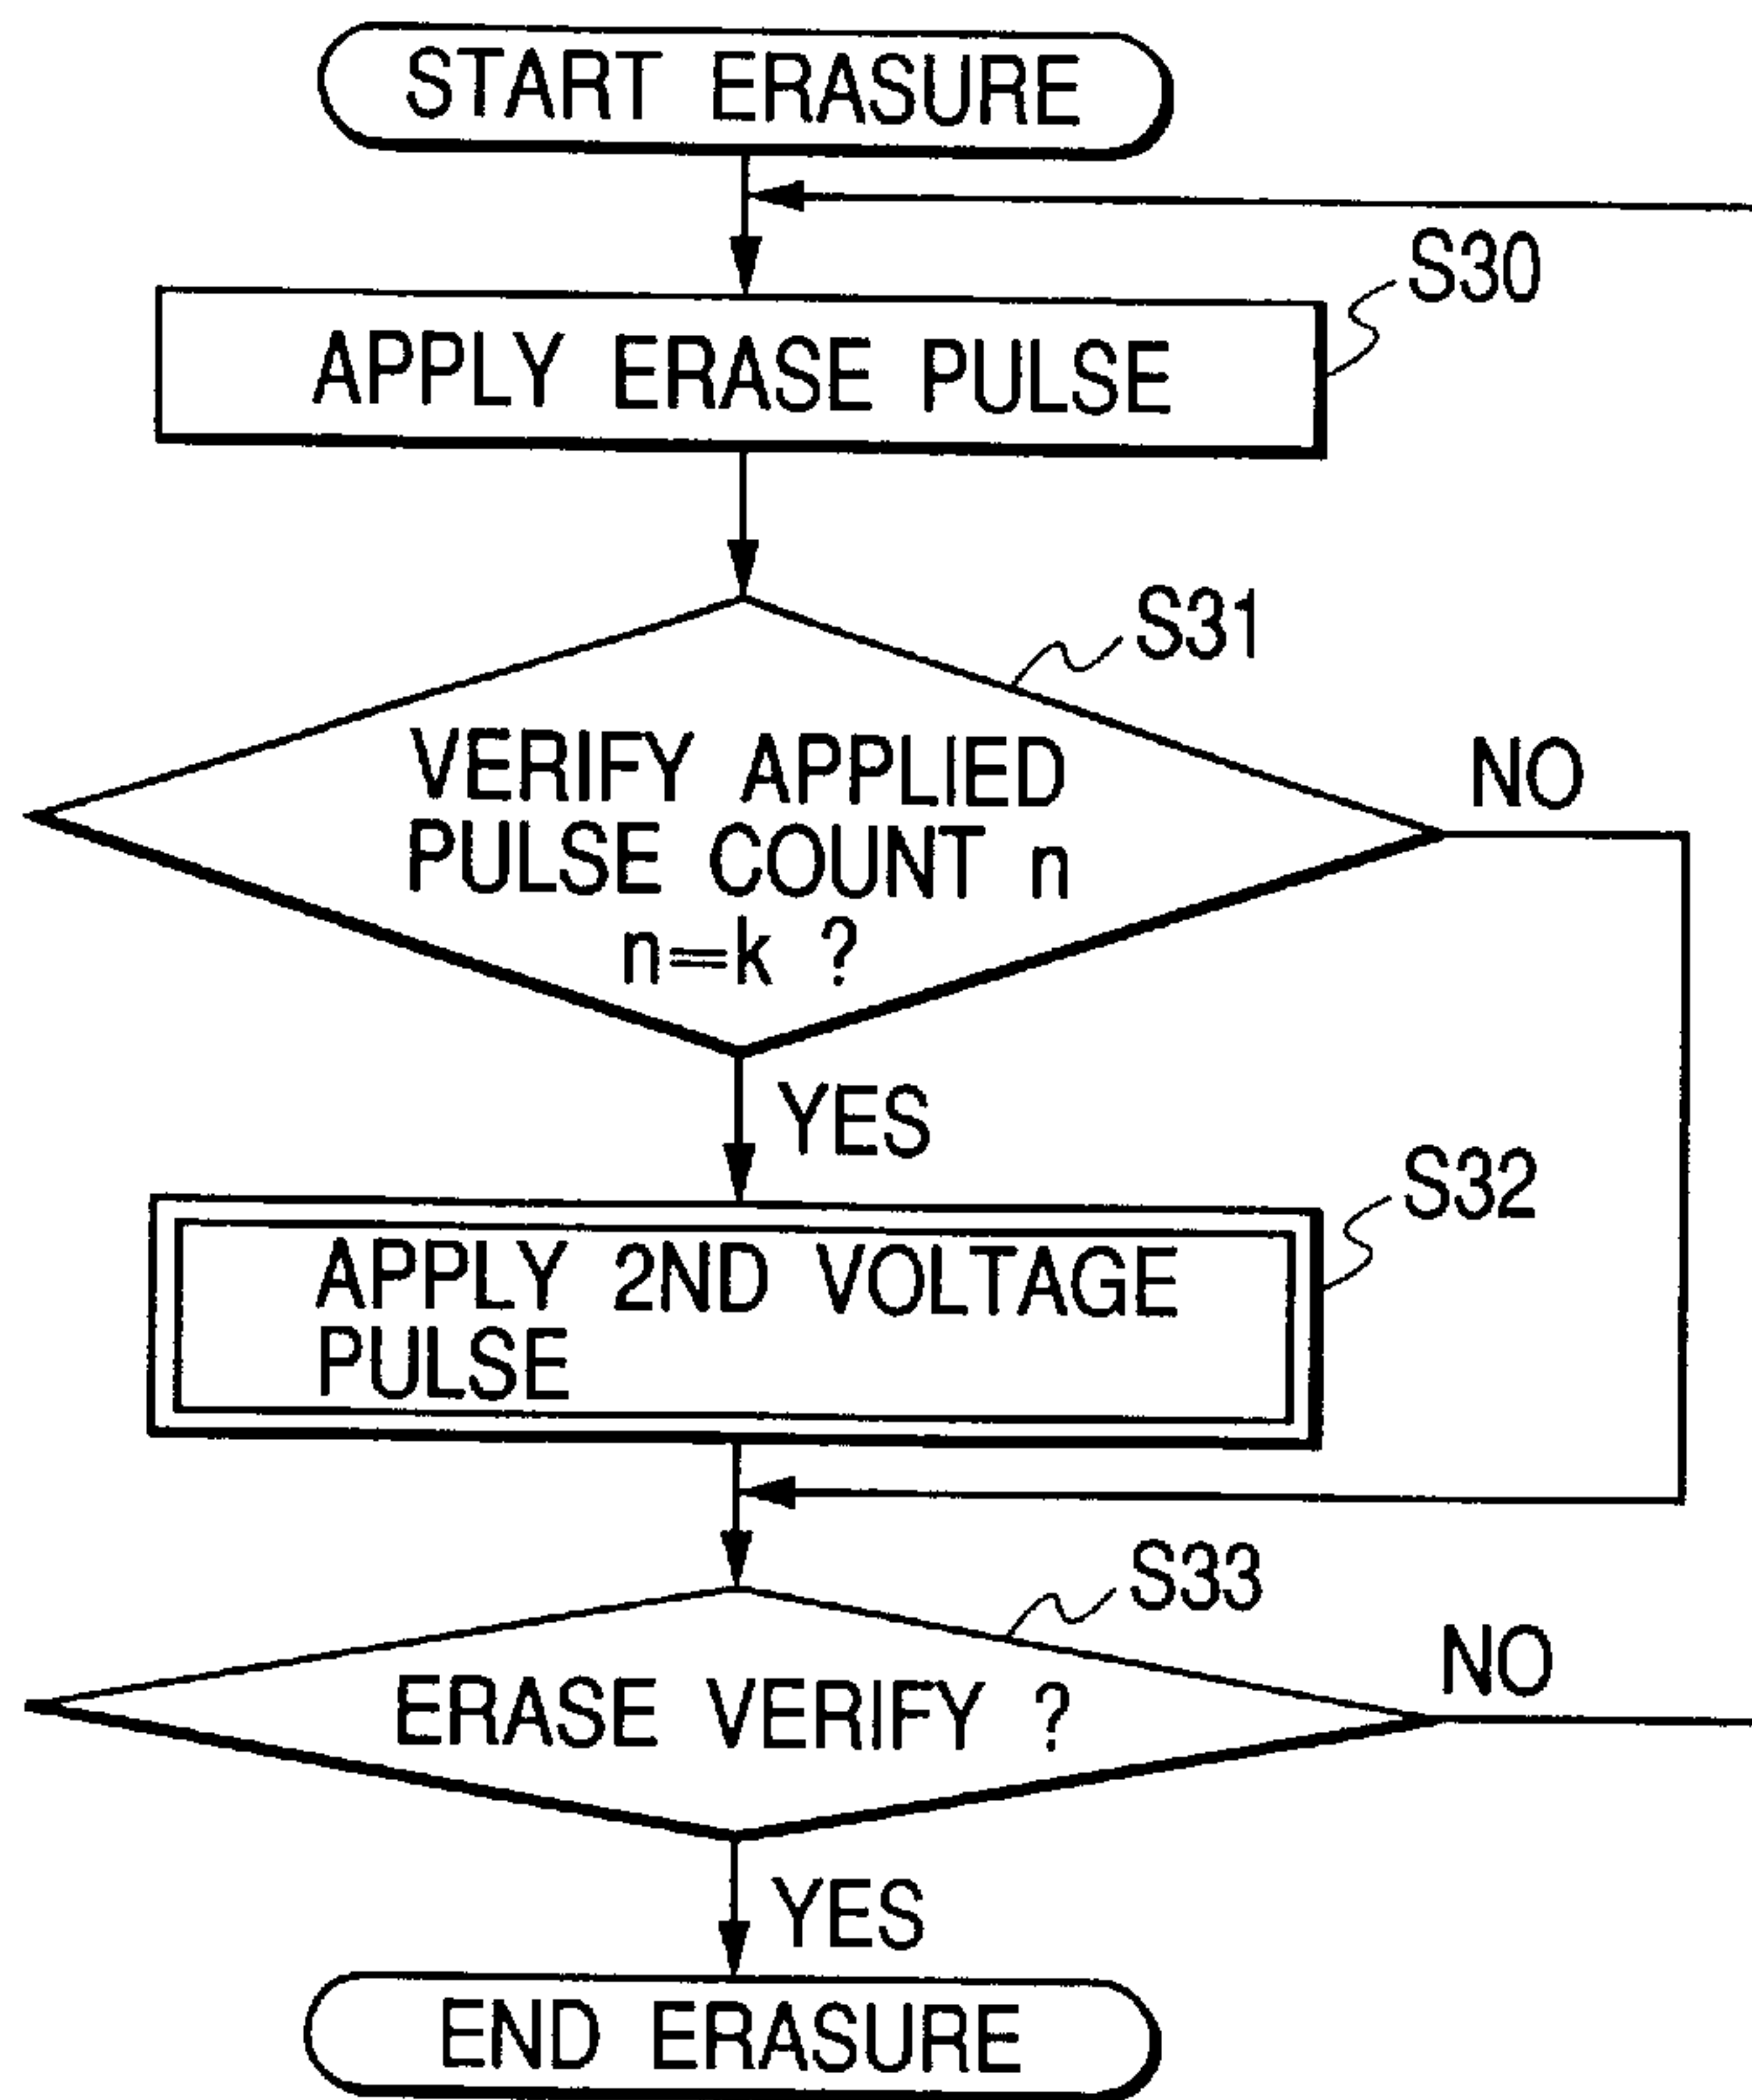 START ERASURE
S30
APPLY ERASE PULSE
S31
VERIFY APPLIED
PULSE COUNT n
n=k ?
NO
YES
S32
APPLY 2ND VOLTAGE
PULSE
S33
ERASE VERIFY ?
NO
YES
END ERASURE